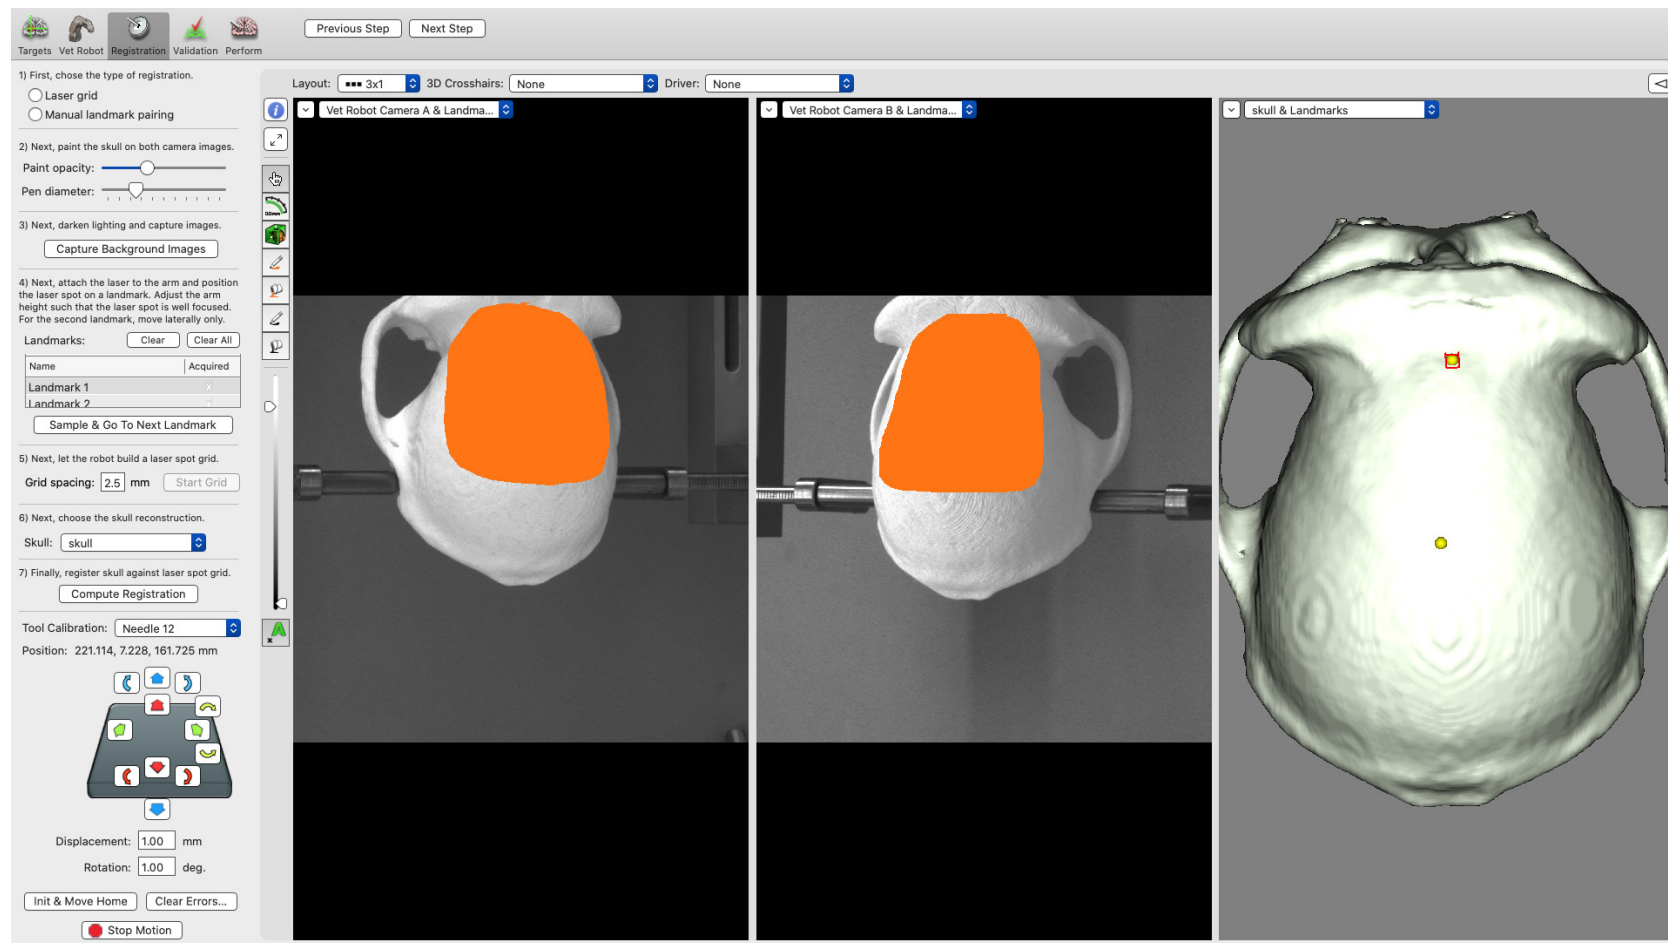 Previous Step Next Step
Targets Vet Robot Registration Validation Perform
1) First, chose the type of registration.
Laser grid
Manual landmark pairing
2) Next, paint the skull on both camera images.
Paint opacity:
Pen diameter:
3) Next, darken lighting and capture images.
Capture Background Images
4) Next, attach the laser to the arm and position
the laser spot on a landmark. Adjust the arm
height such that the laser spot is well focused.
For the second landmark, move laterally only.
Landmarks: Clear Clear All
Name Acquired
Landmark 1
Landmark 2
Sample & Go To Next Landmark
5) Next, let the robot build a laser spot grid.
Grid spacing: 2.5 mm Start Grid
6) Next, choose the skull reconstruction.
Skull: skull
7) Finally, register skull against laser spot grid.
Compute Registration
Tool Calibration: Needle 12
Position: 221.114, 7.228, 161.725 mm
Displacement: 1.00 mm
Rotation: 1.00 deg.
Init & Move Home Clear Errors...
Stop Motion
Layout: 3x1 3D Crosshairs: None Driver: None
Vet Robot Camera A & Landma... Vet Robot Camera B & Landma... skull & Landmarks